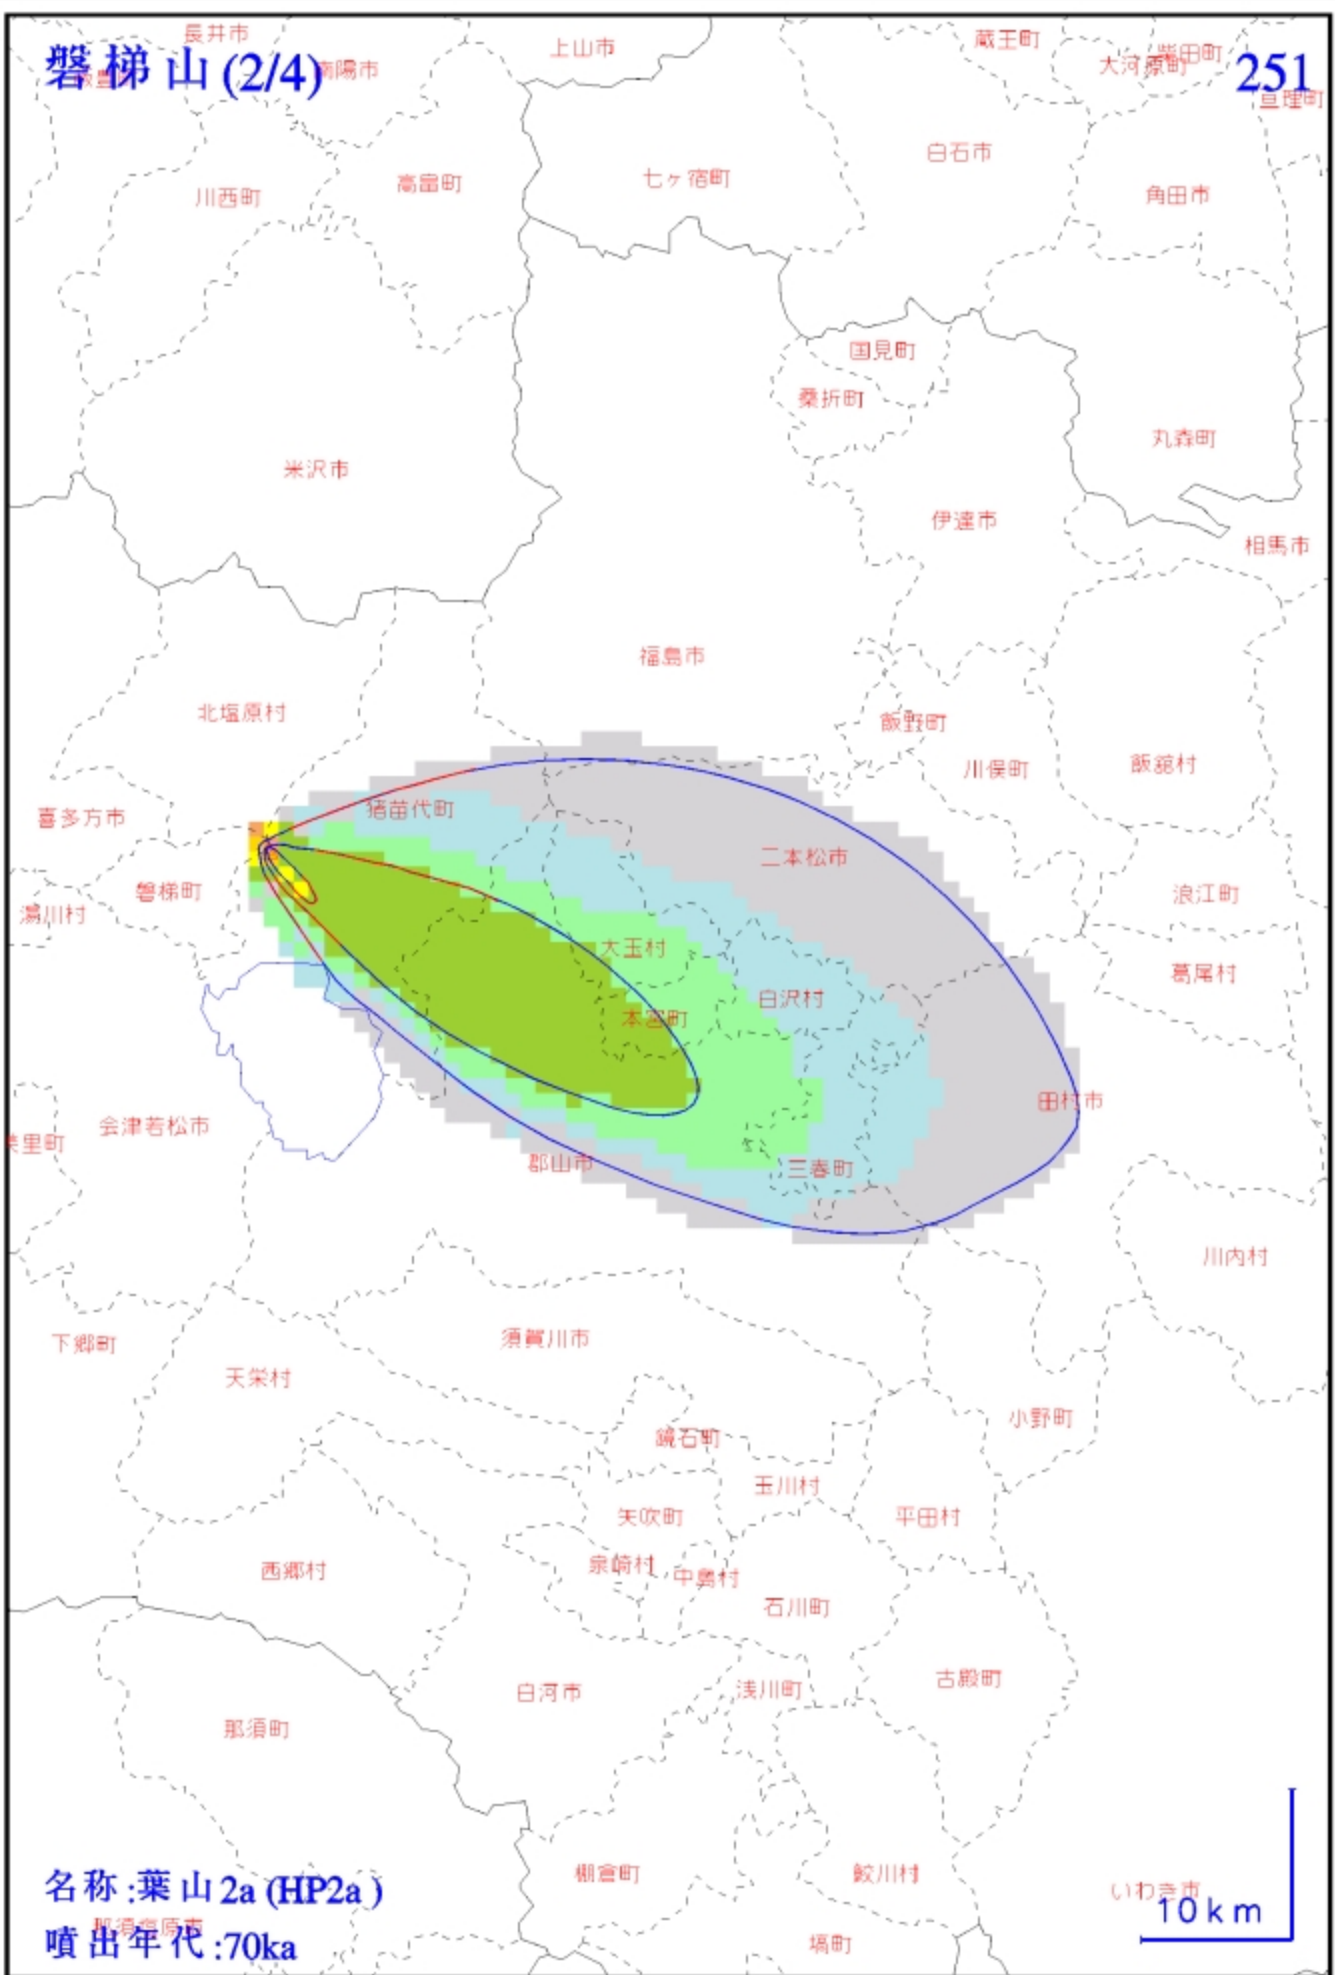 長井市
上山市
蔵王町
柴田町
磐梯山(2/4)
南陽市
大河原町
251
亘理町
白石市
川西町
高畠町
七ヶ宿町
角田市
国見町
桑折町
丸森町
米沢市
伊達市
相馬市
福島市
北塩原村
飯野町
川俣町
飯舘村
猪苗代町
喜多方市
二本松市
磐梯町
浪江町
湯川村
大玉村
葛尾村
白沢村
本宮町
田村市
会津若松市
美里町
郡山市
三春町
川内村
下郷町
須賀川市
天栄村
小野町
鏡石町
玉川村
矢吹町
平田村
西郷村
泉崎村
中島村
石川町
古殿町
白河市
浅川町
那須町
棚倉町
鮫川村
いわき市
名称:葉山2a(HP2a)
10km
那須塩原市
噴出年代:70ka
塙町